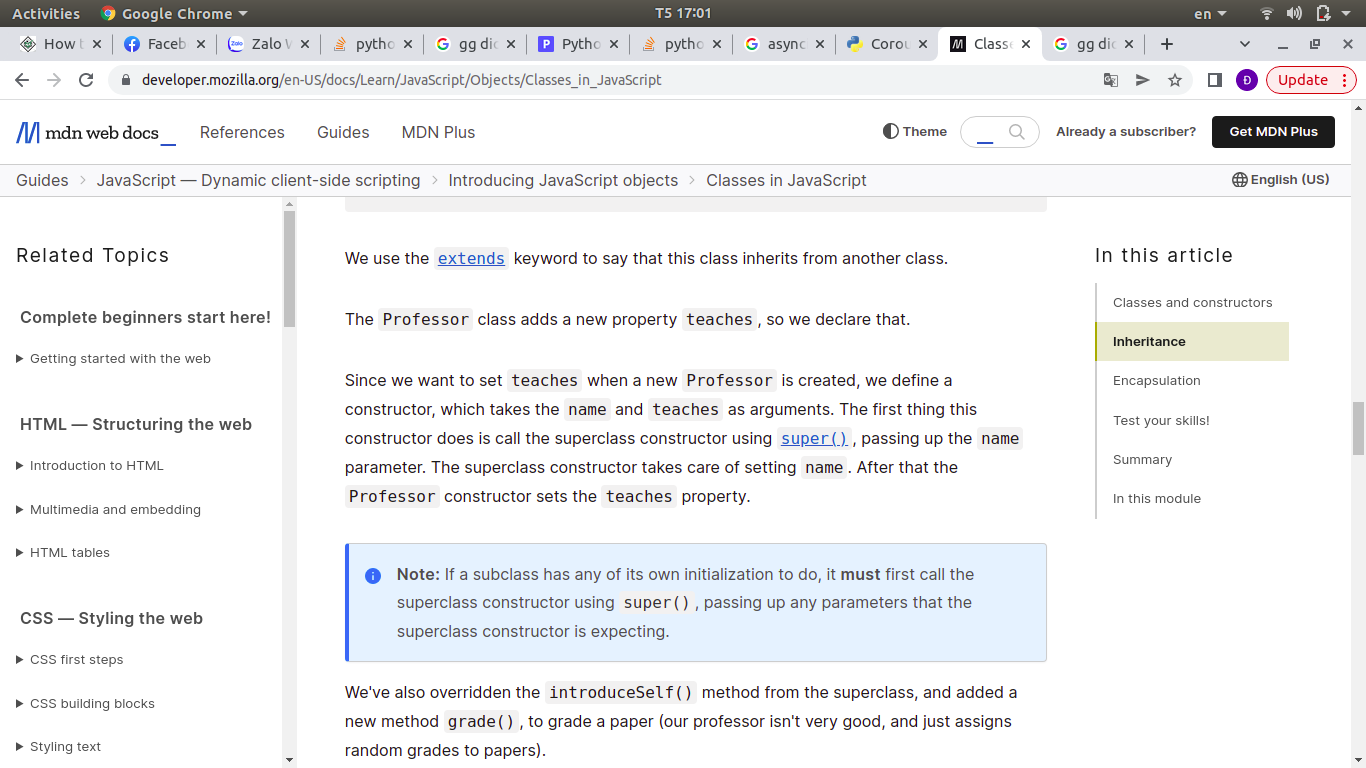 Activities Google Chrome T5 17:01 en
How t Faceb Zalo W pytho gg dic Pytho pytho async Corou Classe gg dic
developer.mozilla.org/en-US/docs/Learn/JavaScript/Objects/Classes_in_JavaScript Đ Update
mdn web docs References Guides MDN Plus Theme Already a subscriber? Get MDN Plus
Guides JavaScript — Dynamic client-side scripting Introducing JavaScript objects Classes in JavaScript English (US)
Related Topics
Complete beginners start here!
Getting started with the web
HTML — Structuring the web
Introduction to HTML
Multimedia and embedding
HTML tables
CSS — Styling the web
CSS first steps
CSS building blocks
Styling text
We use the extends keyword to say that this class inherits from another class.
The Professor class adds a new property teaches, so we declare that.
Since we want to set teaches when a new Professor is created, we define a
constructor, which takes the name and teaches as arguments. The first thing this
constructor does is call the superclass constructor using super(), passing up the name
parameter. The superclass constructor takes care of setting name. After that the
Professor constructor sets the teaches property.
Note: If a subclass has any of its own initialization to do, it must first call the
superclass constructor using super(), passing up any parameters that the
superclass constructor is expecting.
We've also overridden the introduceSelf() method from the superclass, and added a
new method grade(), to grade a paper (our professor isn't very good, and just assigns
random grades to papers).
In this article
Classes and constructors
Inheritance
Encapsulation
Test your skills!
Summary
In this module